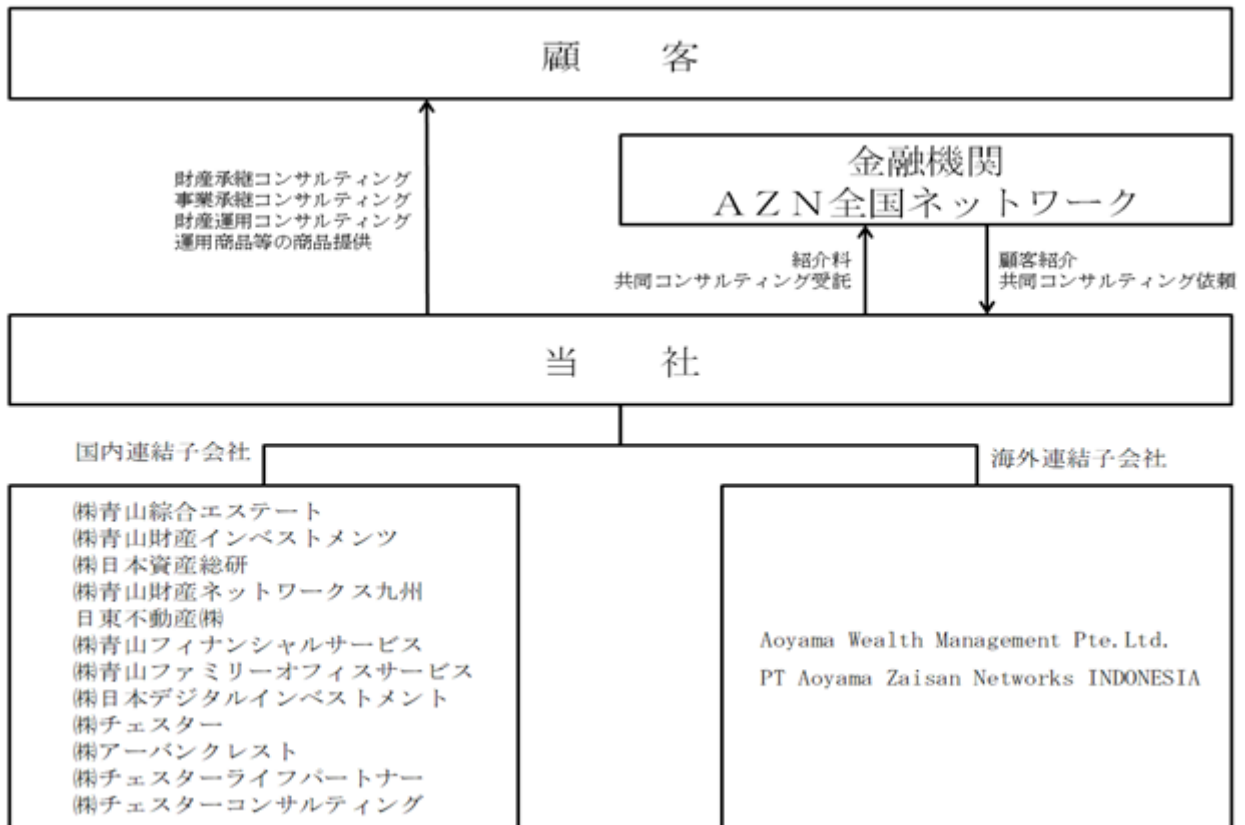 顧　　客
財産承継コンサルティング
事業承継コンサルティング
財産運用コンサルティング
運用商品等の商品提供
金融機関
ＡＺＮ全国ネットワーク
紹介料
共同コンサルティング受託
顧客紹介
共同コンサルティング依頼
当　　社
国内連結子会社
㈱青山綜合エステート
㈱青山財産インベストメンツ
㈱日本資産総研
㈱青山財産ネットワークス九州
日東不動産㈱
㈱青山フィナンシャルサービス
㈱青山ファミリーオフィスサービス
㈱日本デジタルインベストメント
㈱チェスター
㈱アーバンクレスト
㈱チェスターライフパートナー
㈱チェスターコンサルティング
海外連結子会社
Aoyama Wealth Management Pte.Ltd.
PT Aoyama Zaisan Networks INDONESIA